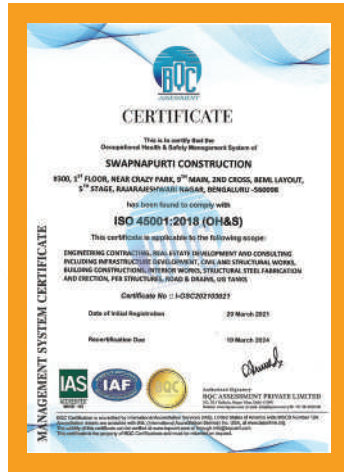 BQC
ASSESSMENT
CERTIFICATE
This is to certify that the
Occupational Health & Safety Management System of
SWAPNAPURTI CONSTRUCTION
#300, 1ST FLOOR, NEAR CRAZY PARK, 9TH MAIN, 2ND CROSS, BEML LAYOUT,
5TH STAGE, RAJARAJESHWARI NAGAR, BENGALURU -560098
has been found to comply with
ISO 45001:2018 (OH&S)
This certificate is applicable to the following scope:
ENGINEERING CONTRACTING, REAL ESTATE DEVELOPMENT AND CONSULTING
INCLUDING INFRASTRUCTURE DEVELOPMENT, CIVIL AND STRUCTURAL WORKS,
BUILDING CONSTRUCTIONS, INTERIOR WORKS, STRUCTURAL STEEL FABRICATION
AND ERECTION, PEB STRUCTURES, ROAD & DRAINS, UG TANKS
Certificate No :: I-OSC202103021
Date of Initial Registration 20 March 2021
Recertification Due 19 March 2024
MANAGEMENT SYSTEM CERTIFICATE
IAS
ACCREDITED
IAF
BQC
Authorised Signatory
BQC ASSESSMENT PRIVATE LIMITED